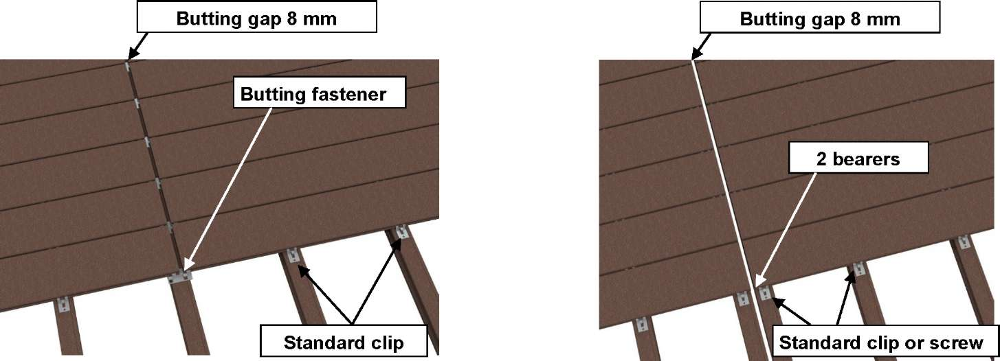 Butting gap 8 mm
Butting fastener
Standard clip
Butting gap 8 mm
2 bearers
Standard clip or screw